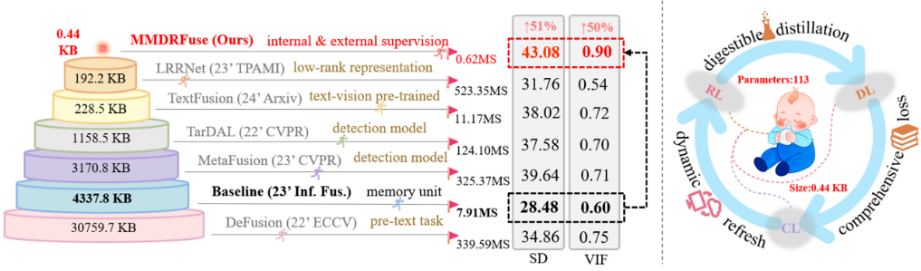 ↑51% ↑50%
0.44 KB MMDRFuse (Ours) internal & external supervision 0.62MS 43.08 0.90
192.2 KB LRRNet (23' TPAMI) low-rank representation 523.35MS 31.76 0.54
228.5 KB TextFusion (24' Arxiv) text-vision pre-trained 11.17MS 38.02 0.72
1158.5 KB TarDAL (22' CVPR) detection model 124.10MS 37.58 0.70
3170.8 KB MetaFusion (23' CVPR) detection model 325.37MS 39.64 0.71
4337.8 KB Baseline (23' Inf. Fus.) memory unit 7.91MS 28.48 0.60
30759.7 KB DeFusion (22' ECCV) pre-text task 339.59MS 34.86 0.75
SD VIF
digestible distillation
Parameters:113
RL
DL
comprehensive loss
dynamic refresh
Size:0.44 KB
CL